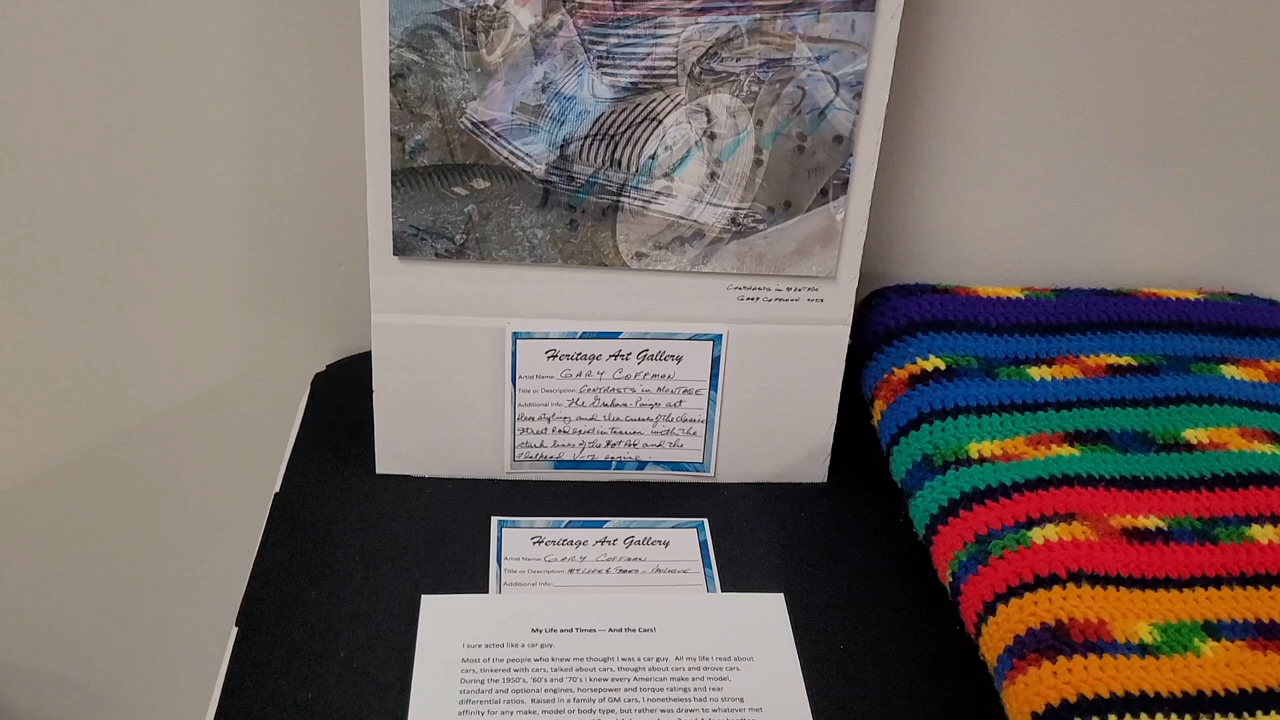 CONTRASTS in MONTAGE
GARY COFFMAN
Heritage Art Gallery
Artist Name: GARY COFFMAN
Title or Description: CONTRASTS in MONTAGE
Additional Info: The Graham-Paiges art
deco styling and the curves of the classic
street Rod exist in tension with the
stark lines of the Hot Rod and the
flathead V-12 engine.
Heritage Art Gallery
Artist Name: GARY COFFMAN
Title or Description: MY LIFE & TIMES -
Additional Info:
My Life and Times — And the Cars!
I sure acted like a car guy.
Most of the people who knew me thought I was a car guy. All my life I read about
cars, tinkered with cars, talked about cars, thought about cars and drove cars.
During the 1950's, '60's and '70's I knew every American make and model,
standard and optional engines, horsepower and torque ratings and rear
differential ratios. Raised in a family of GM cars, I nonetheless had no strong
affinity for any make, model or body type, but rather was drawn to whatever met